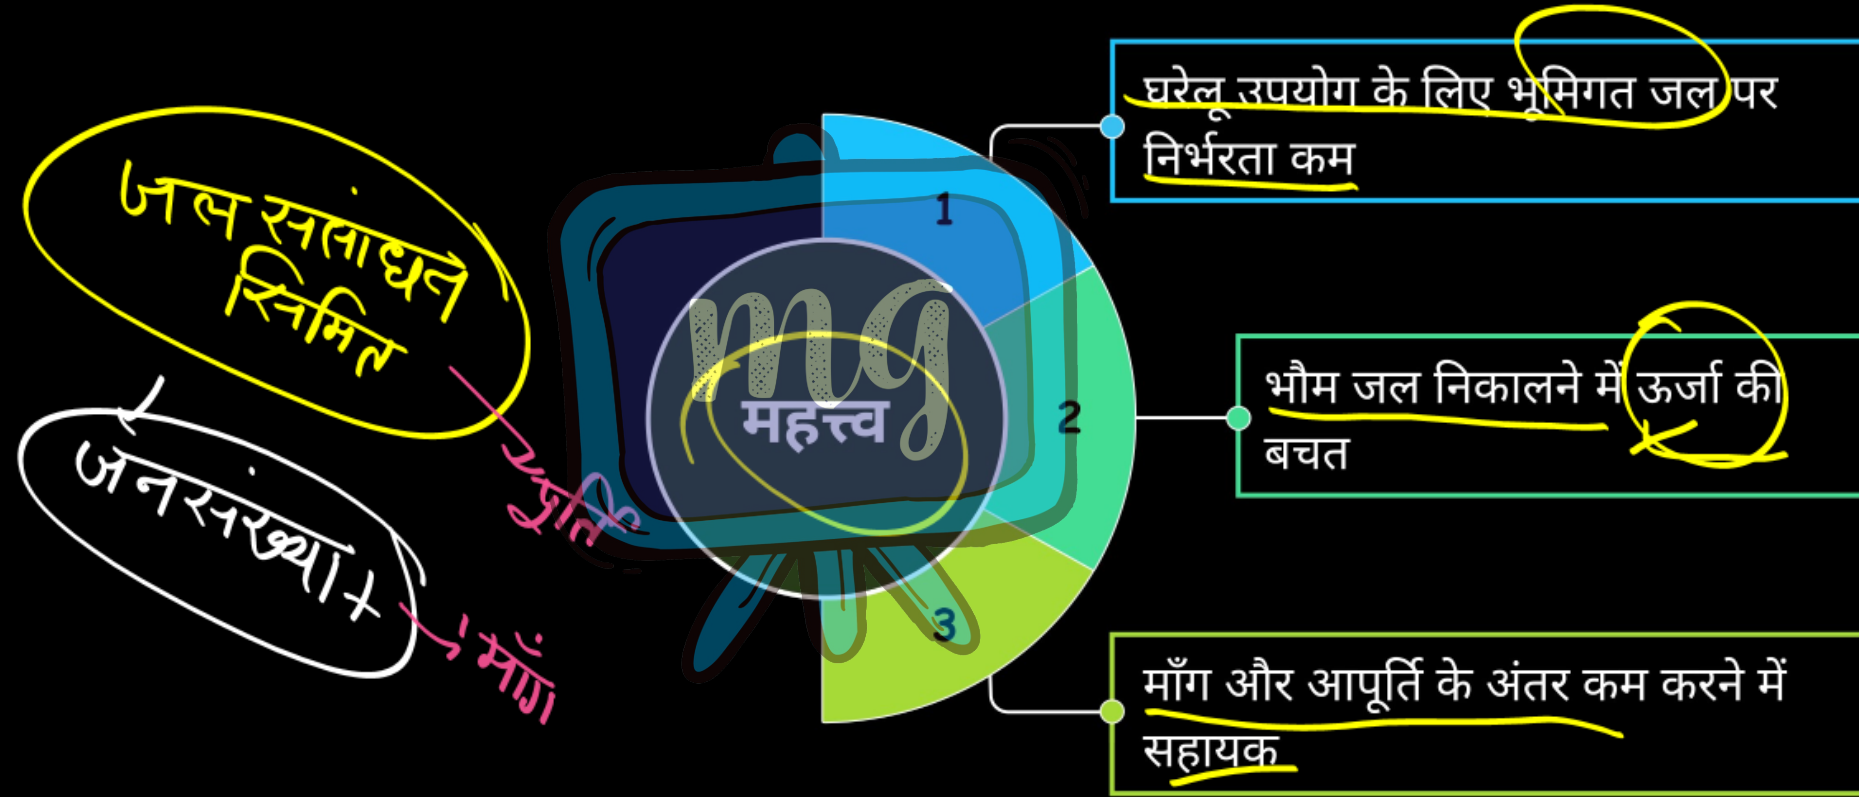 घरेलू उपयोग के लिए भूमिगत जल पर
निर्भरता कम
जल संसाधन
सिमित
1
mg
महत्त्व
2
भौम जल निकालने में ऊर्जा की
बचत
पूर्ति
जनसंख्या +
माँग
3
माँग और आपूर्ति के अंतर कम करने में
सहायक